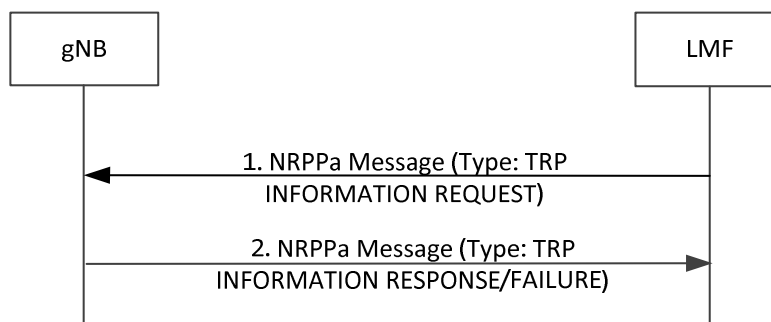 gNB
LMF
1. NRPPa Message (Type: TRP
INFORMATION REQUEST)
2. NRPPa Message (Type: TRP
INFORMATION RESPONSE/FAILURE)